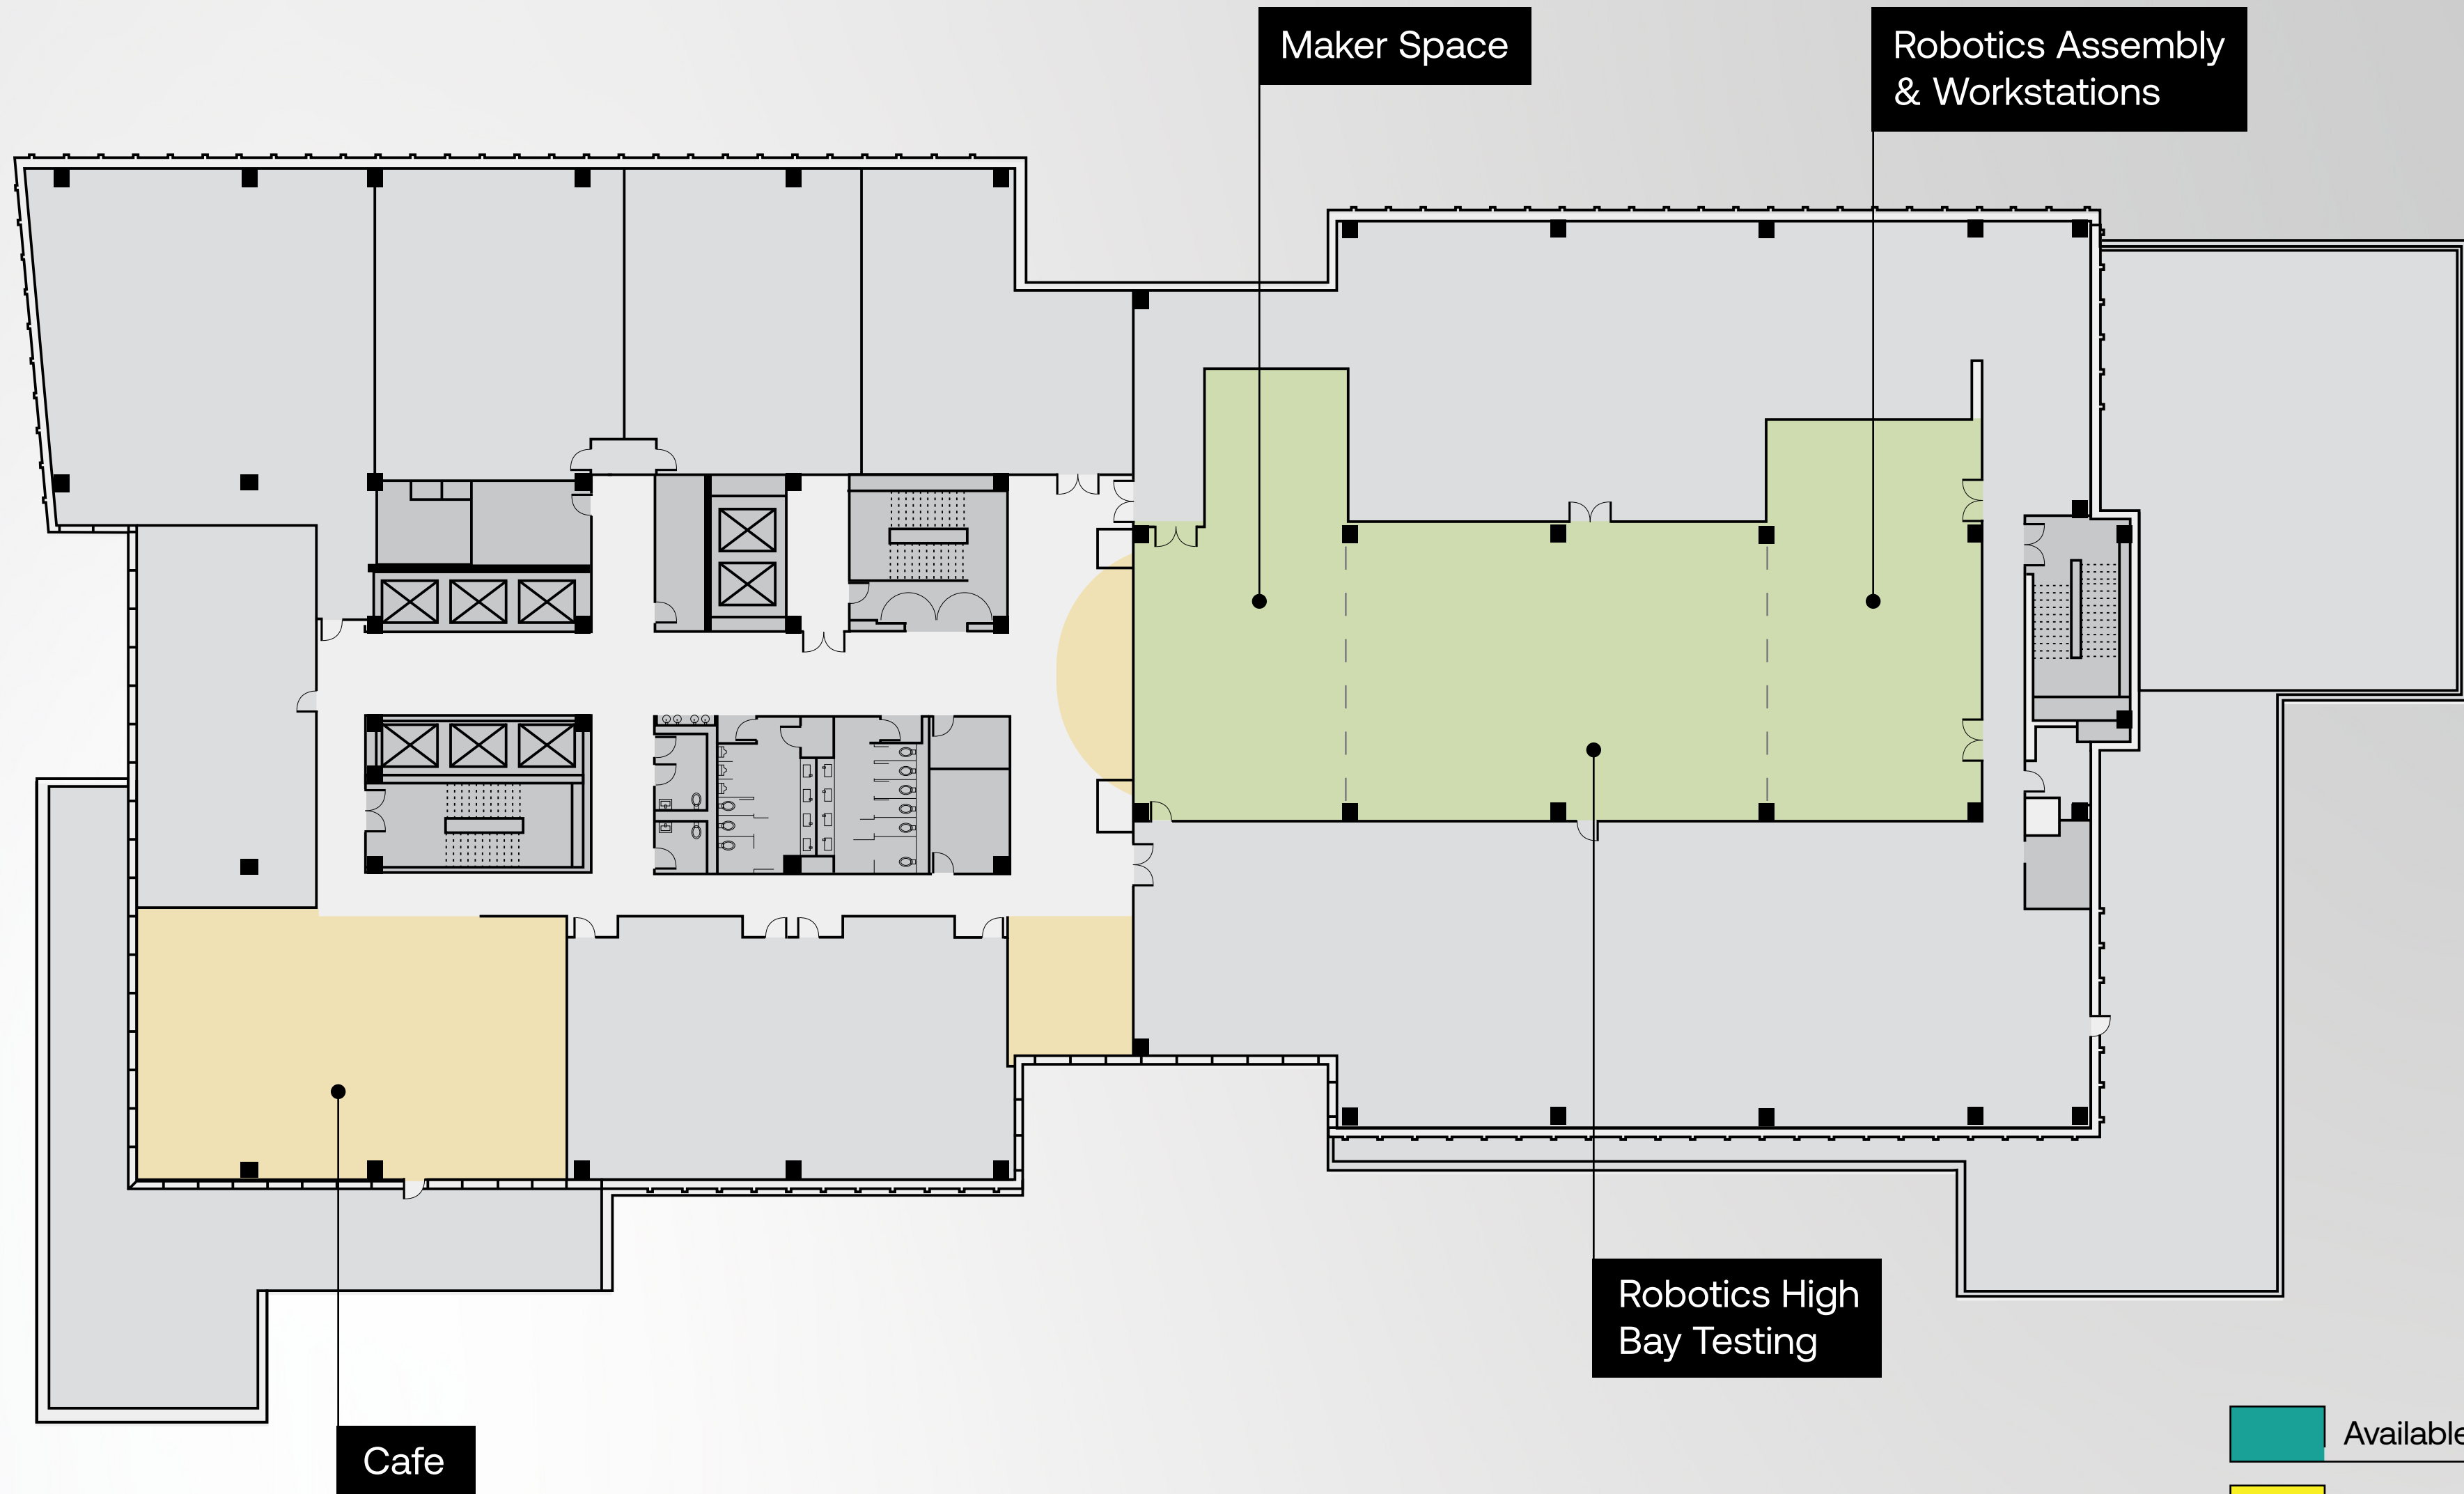 Maker Space
Robotics Assembly
& Workstations
Robotics High
Bay Testing
Available
Cafe